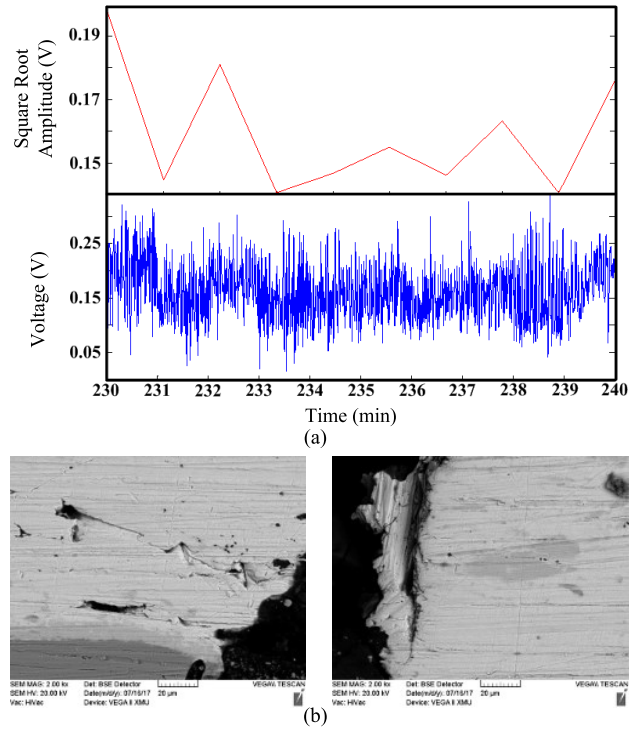 Square Root
Amplitude (V)
0.19
0.17
0.15
Voltage (V)
0.25
0.15
0.05
230 231 232 233 234 235 236 237 238 239 240
Time (min)
(a)
SEM MAG: 2.00 kx Det: BSE Detector VEGA\\ TESCAN
SEM HV: 20.00 kV Date(m/d/y): 07/16/17 20 µm
Vac: HiVac Device: VEGA II XMU
SEM MAG: 2.00 kx Det: BSE Detector VEGA\\ TESCAN
SEM HV: 20.00 kV Date(m/d/y): 07/16/17 20 µm
Vac: HiVac Device: VEGA II XMU
(b)